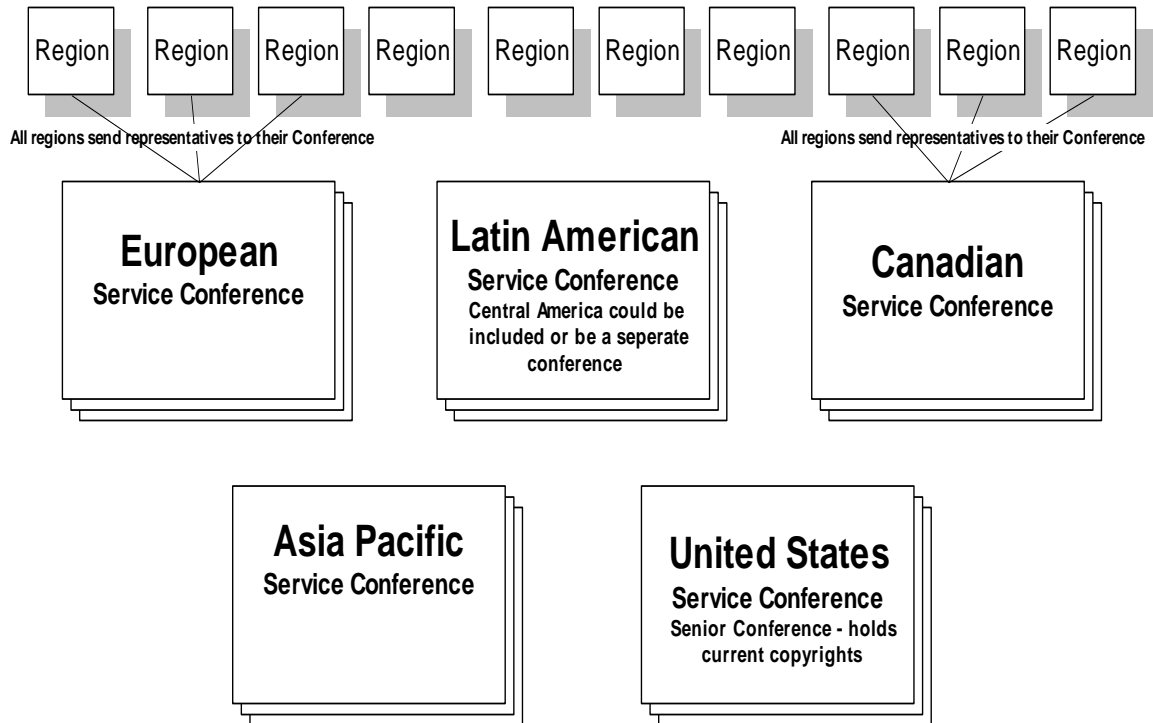 Region Region Region Region Region Region Region Region Region Region
All regions send representatives to their Conference
All regions send representatives to their Conference
European
Service Conference
Latin American
Service Conference
Central America could be
included or be a seperate
conference
Canadian
Service Conference
Asia Pacific
Service Conference
United States
Service Conference
Senior Conference - holds
current copyrights